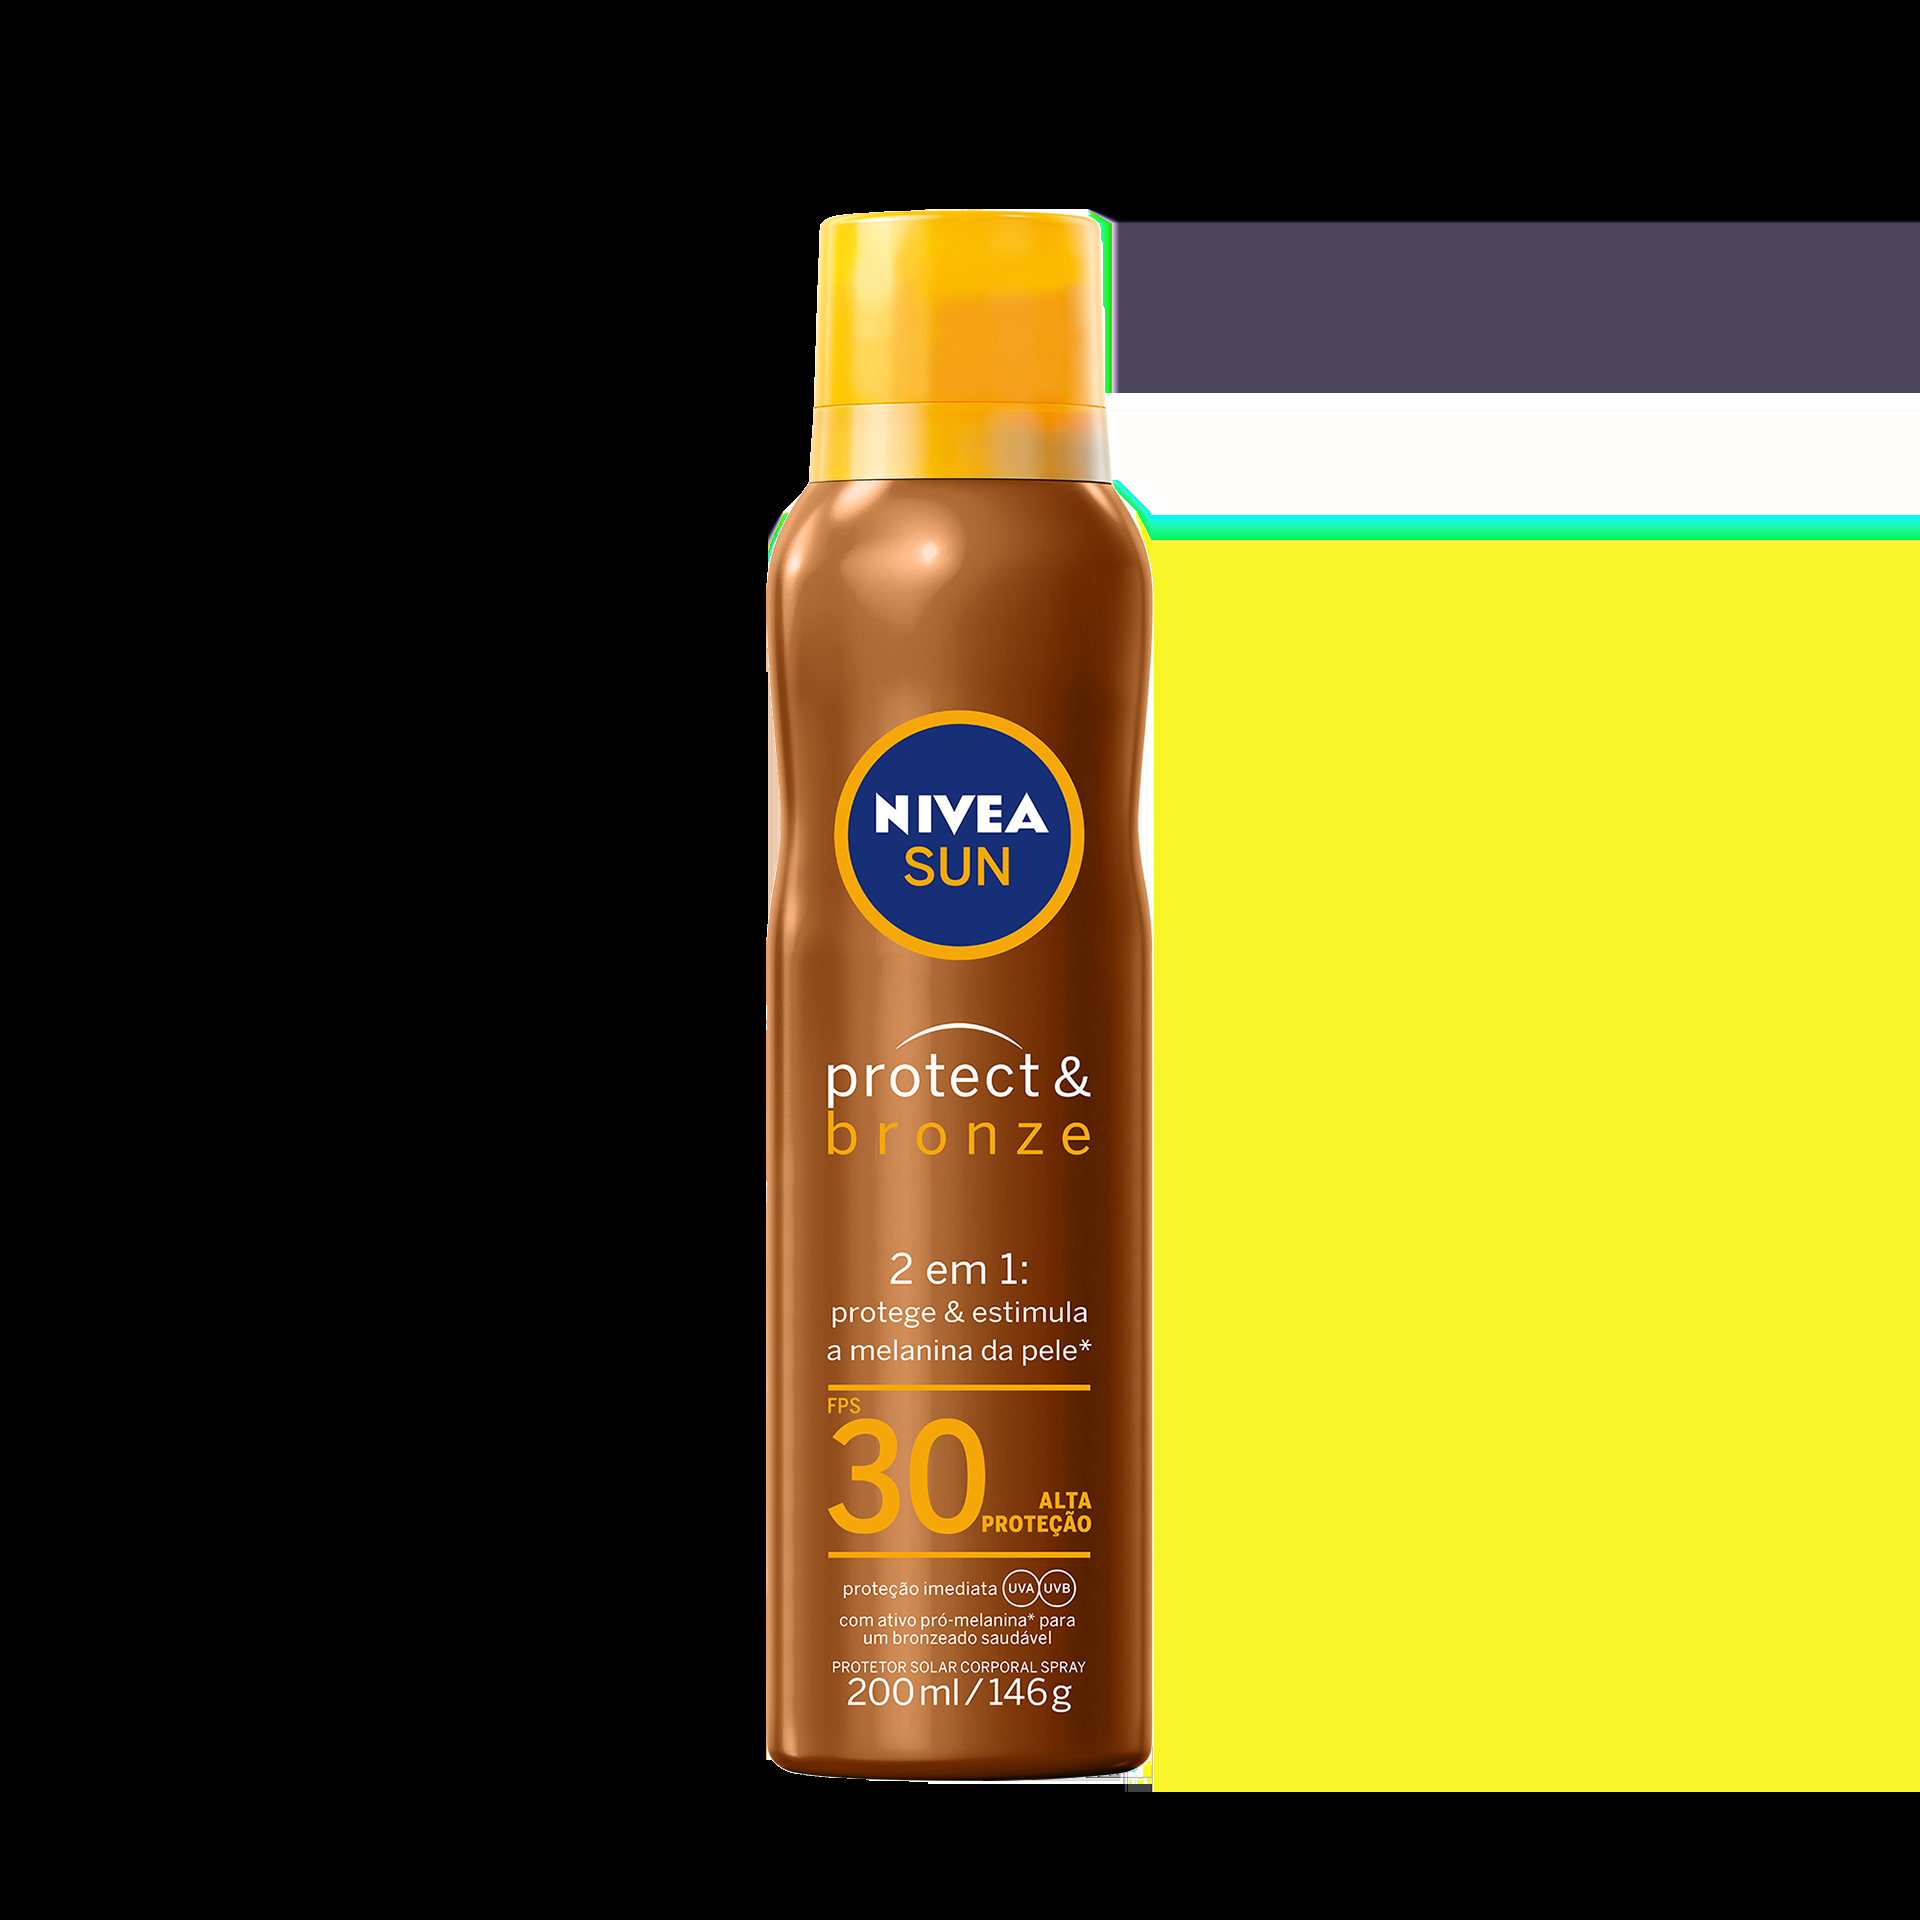 NIVEA
SUN
protect &
bronze
2 em 1:
protege & estimula
a melanina da pele*
FPS
30
ALTA
PROTEÇÃO
proteção imediata UVA UVB
com ativo pró-melanina* para
um bronzeado saudável
PROTETOR SOLAR CORPORAL SPRAY
200ml/146g